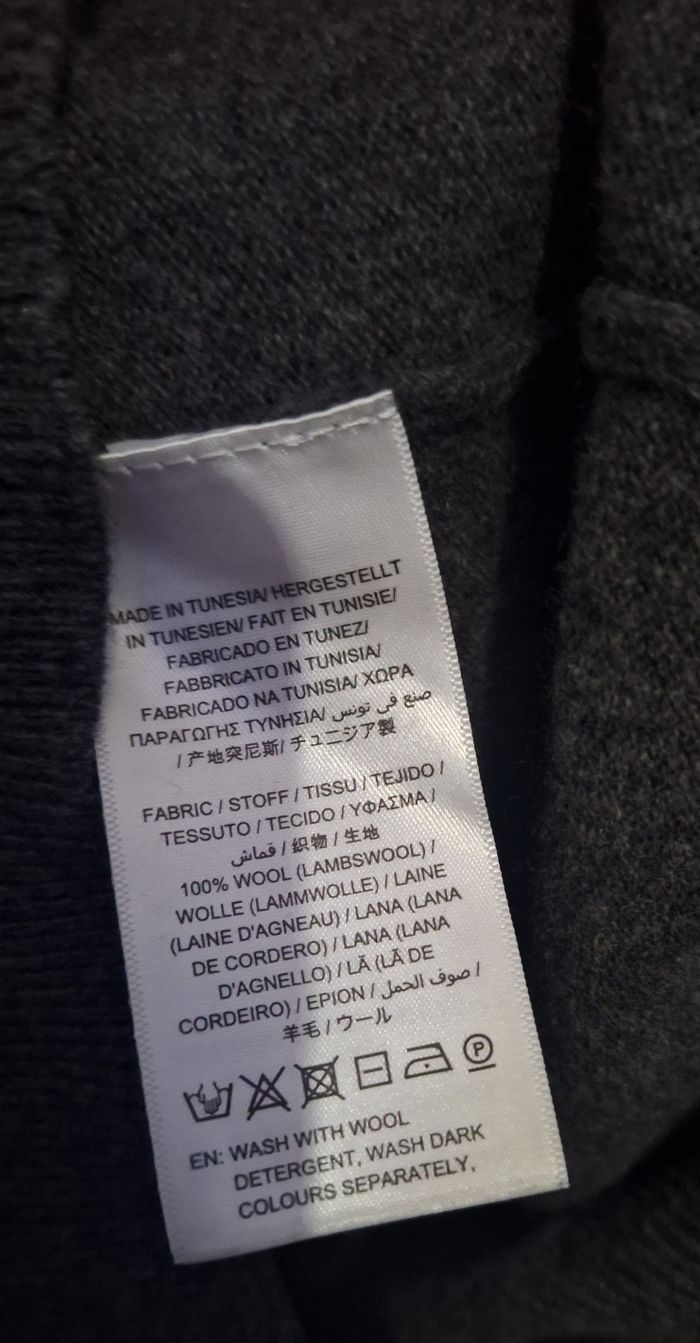 MADE IN TUNESIA/ HERGESTELLT
IN TUNESIEN/ FAIT EN TUNISIE/
FABRICADO EN TUNEZ/
FABBRICATO IN TUNISIA/
FABRICADO NA TUNISIA/ ΧΩΡΑ
ΠΑΡΑΓΩΓΗΣ ΤΥΝΗΣΙΑ/ صنع في تونس
/ 产地突尼斯/ チュニジア製
FABRIC / STOFF / TISSU / TEJIDO /
TESSUTO / TECIDO / ΥΦΑΣΜΑ /
قماش / 织物 / 生地
100% WOOL (LAMBSWOOL) /
WOLLE (LAMMWOLLE) / LAINE
(LAINE D'AGNEAU) / LANA (LANA
DE CORDERO) / LANA (LANA
D'AGNELLO) / LÃ (LÃ DE
CORDEIRO) / ΕΡΙΟΝ / صوف الحمل /
羊毛 / ウール
P
EN: WASH WITH WOOL
DETERGENT, WASH DARK
COLOURS SEPARATELY,